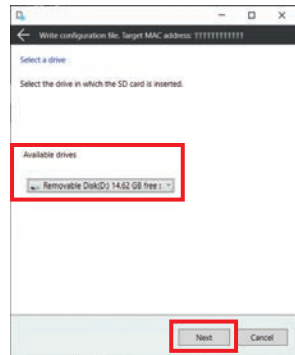 Write configuration file. Target MAC address: 111111111111
Select a drive
Select the drive in which the SD card is inserted.
Available drives
Removable Disk(D:) 14.62 GB free :
Next
Cancel